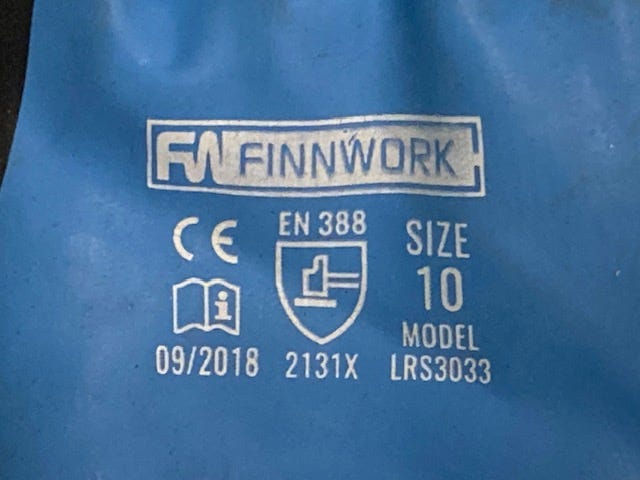 FW FINNWORK
CE
EN 388
SIZE
10
i
MODEL
09/2018
2131X
LRS3033